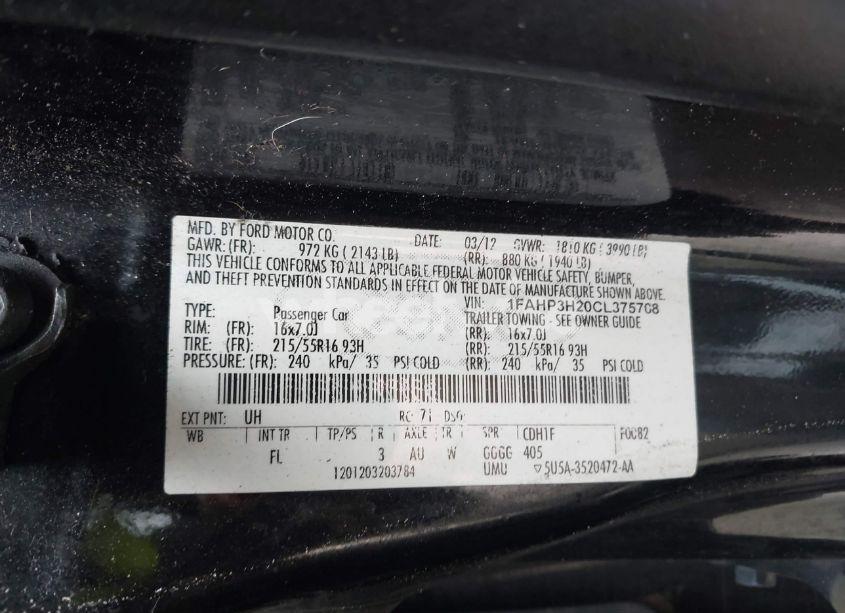 MFD. BY FORD MOTOR CO. DATE: 03/12 GVWR: 1810 KG ( 3990 LB)
GAWR: (FR): 972 KG ( 2143 LB) (RR): 880 KG ( 1940 LB)
THIS VEHICLE CONFORMS TO ALL APPLICABLE FEDERAL MOTOR VEHICLE SAFETY, BUMPER,
AND THEFT PREVENTION STANDARDS IN EFFECT ON THE DATE OF MANUFACTURE SHOWN ABOVE.
VIN: 1FAHP3H20CL375768
TYPE: Passenger Car TRAILER TOWING - SEE OWNER GUIDE
RIM: (FR): 16x7.0J (RR): 16x7.0J
TIRE: (FR): 215/55R16 93H (RR): 215/55R16 93H
PRESSURE: (FR): 240 kPa/ 35 PSI COLD (RR): 240 kPa/ 35 PSI COLD
EXT PNT: UH RC: 71 DSO:
WB INT TR TP/PS R AXLE TR SPR CDH1F F0C82
FL 3 AU W GGGG 405
1201203203784 UMU ▽5U5A-3520472-AA